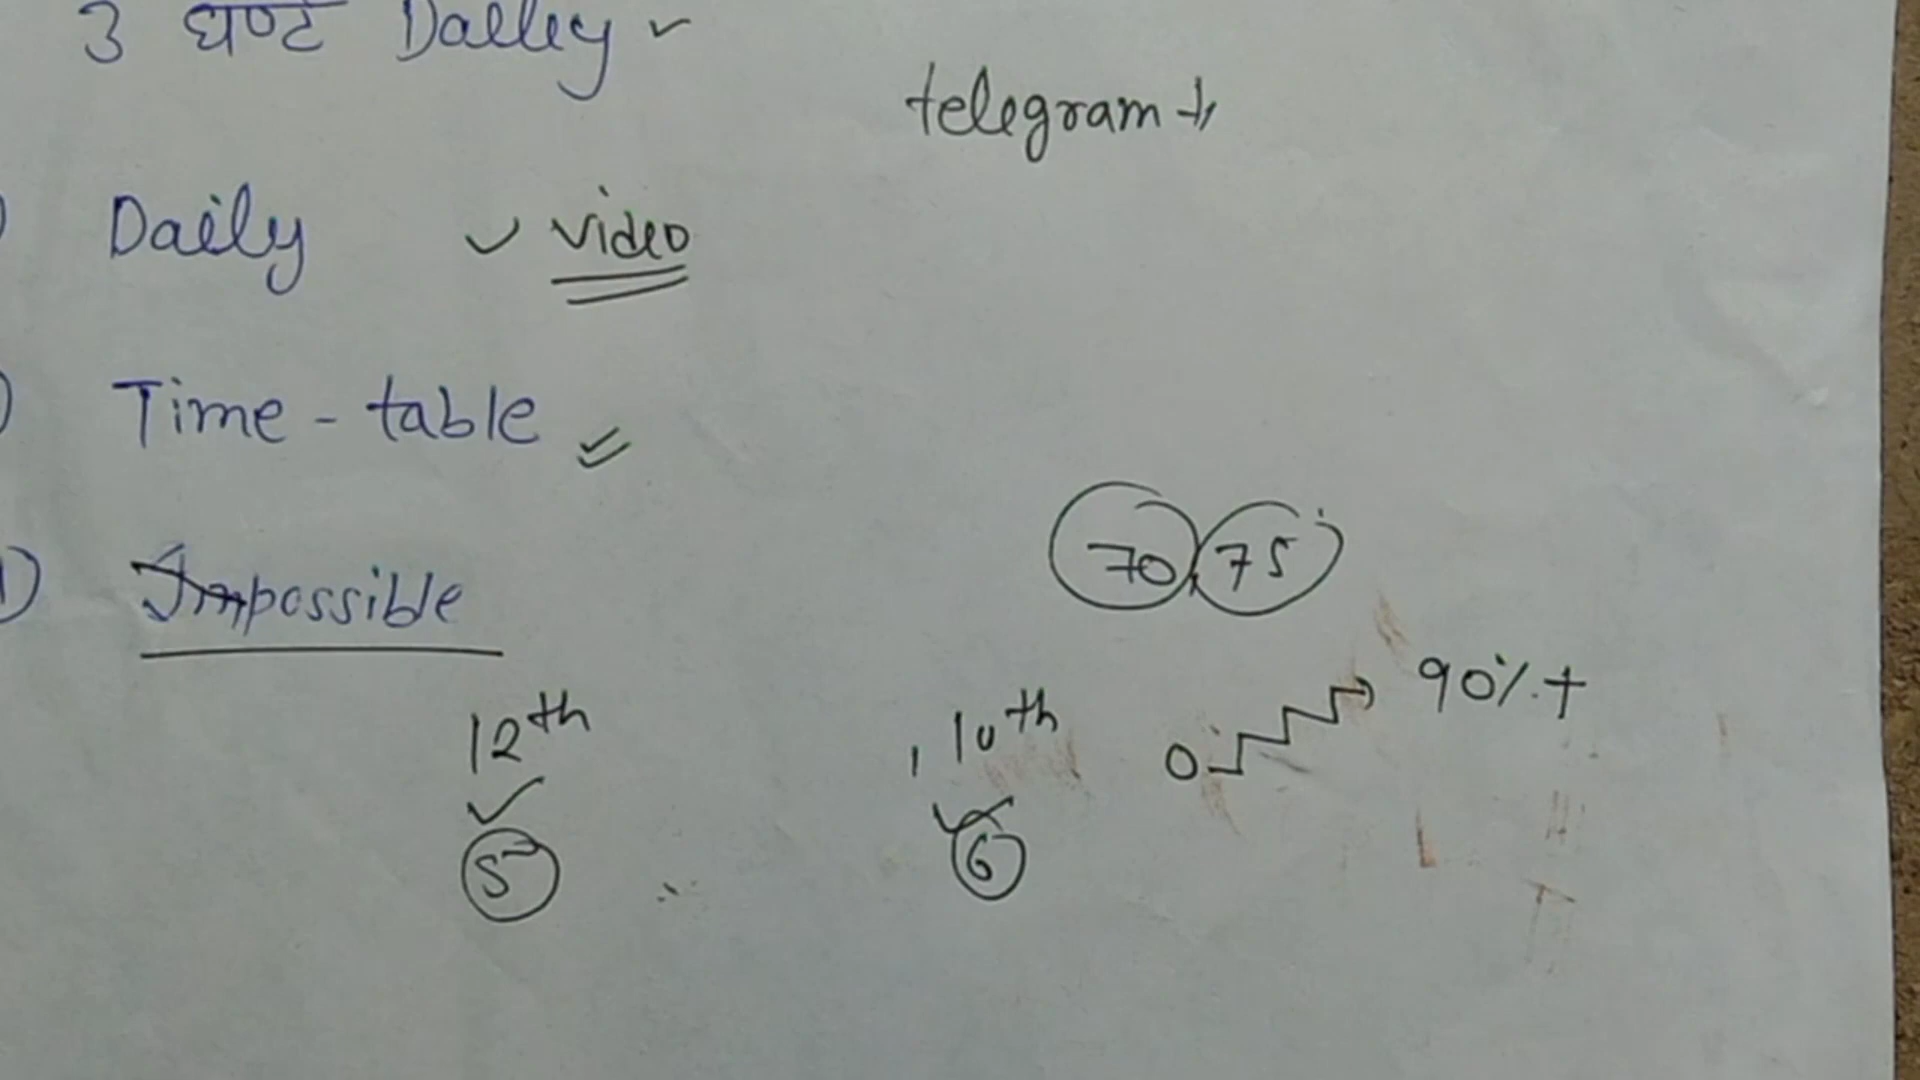 3 घण्टे Dailey
telegram
Daily video
Time - table
Impossible
70, 75
90% +
12th , 10th 0
5 6